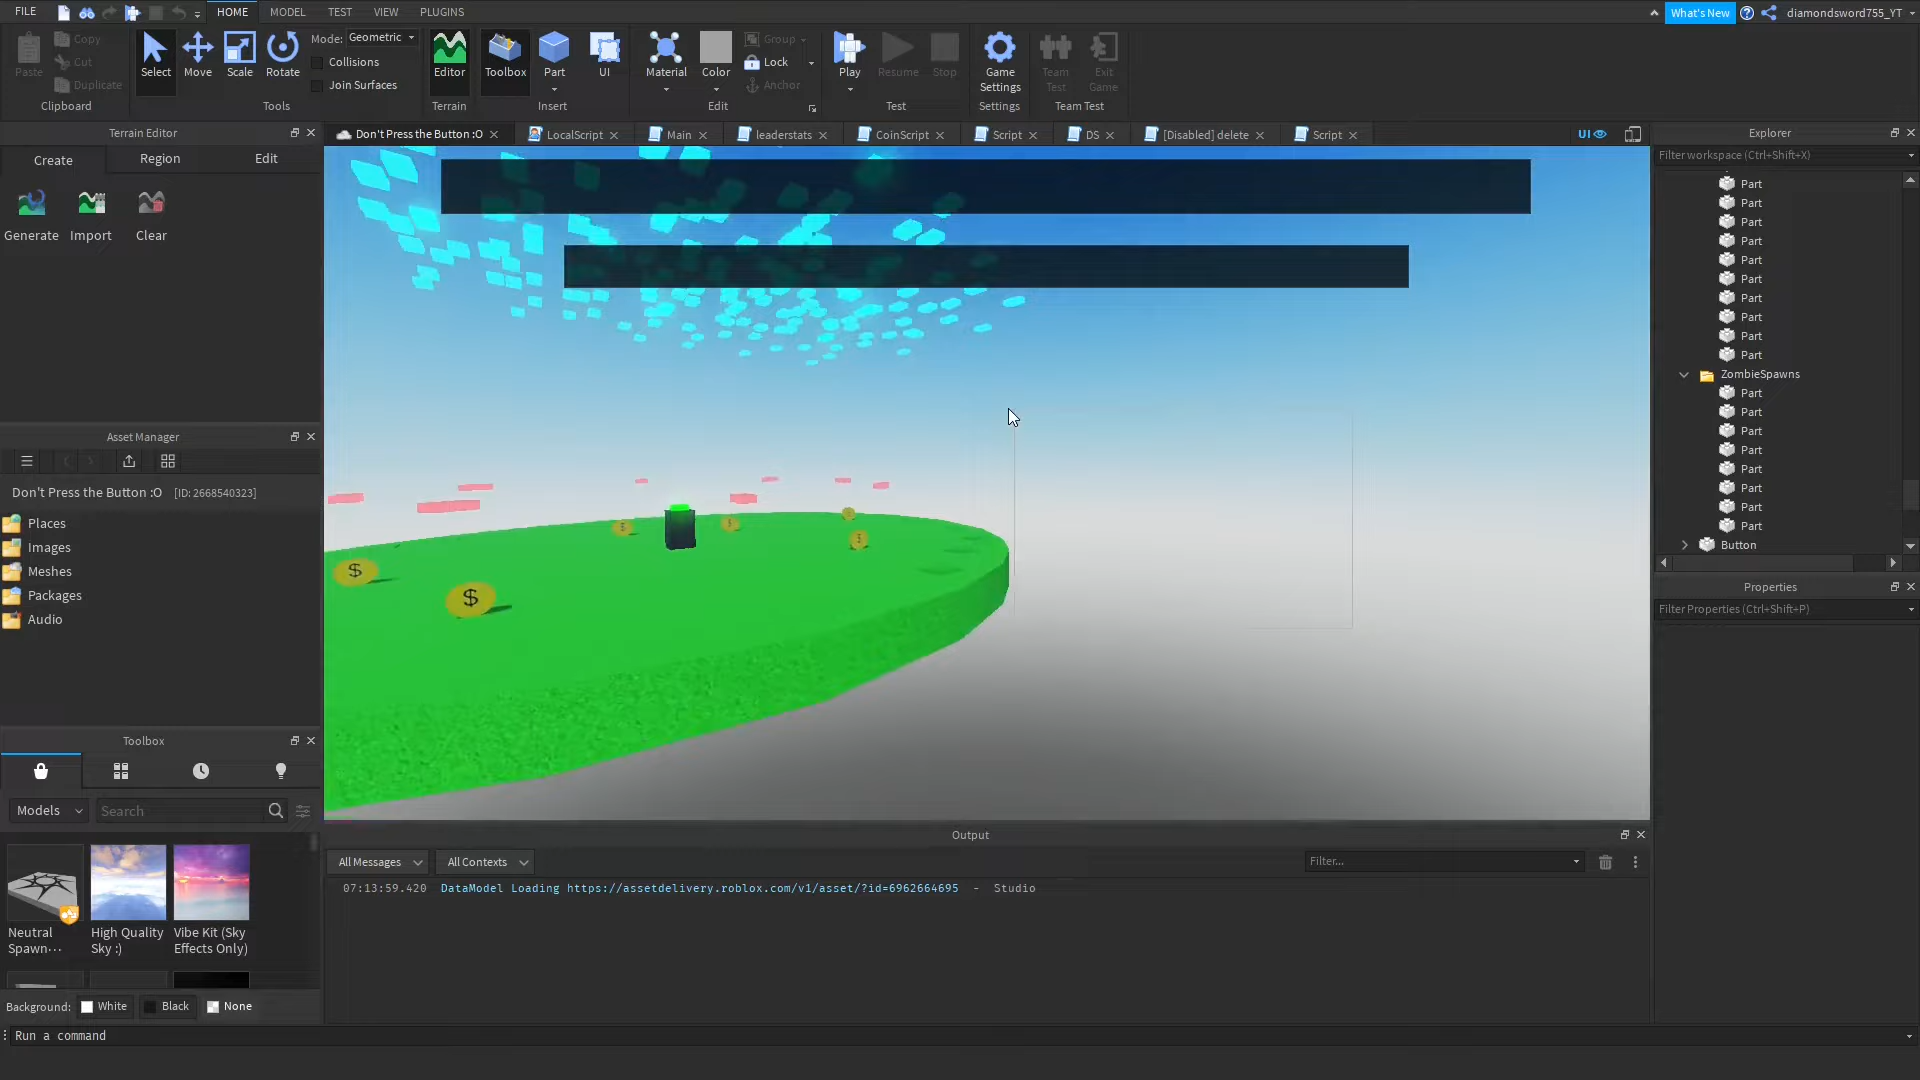 FILE HOME MODEL TEST VIEW PLUGINS What's New diamondsword755_YT
Paste Copy Cut Duplicate Clipboard
Select Move Scale Rotate Mode: Geometric Collisions Join Surfaces Tools
Editor Terrain
Toolbox Part UI Insert
Material Color Group Lock Anchor Edit
Play Resume Stop Test
Game Settings Settings
Team Test Exit Game Team Test
Terrain Editor
Create Region Edit
Generate Import Clear
Asset Manager
Don't Press the Button :O [ID: 2668540323]
Places
Images
Meshes
Packages
Audio
Toolbox
Models Search
Neutral Spawn...
High Quality Sky :)
Vibe Kit (Sky Effects Only)
Background: White Black None
Run a command
Don't Press the Button :O LocalScript Main leaderstats CoinScript Script DS [Disabled] delete Script UI
$
$
$ $ $
Output
All Messages All Contexts Filter...
07:13:59.420 DataModel Loading https://assetdelivery.roblox.com/v1/asset/?id=6962664695 - Studio
Explorer
Filter workspace (Ctrl+Shift+X)
Part
Part
Part
Part
Part
Part
Part
Part
Part
Part
ZombieSpawns
Part
Part
Part
Part
Part
Part
Part
Part
Button
Properties
Filter Properties (Ctrl+Shift+P)